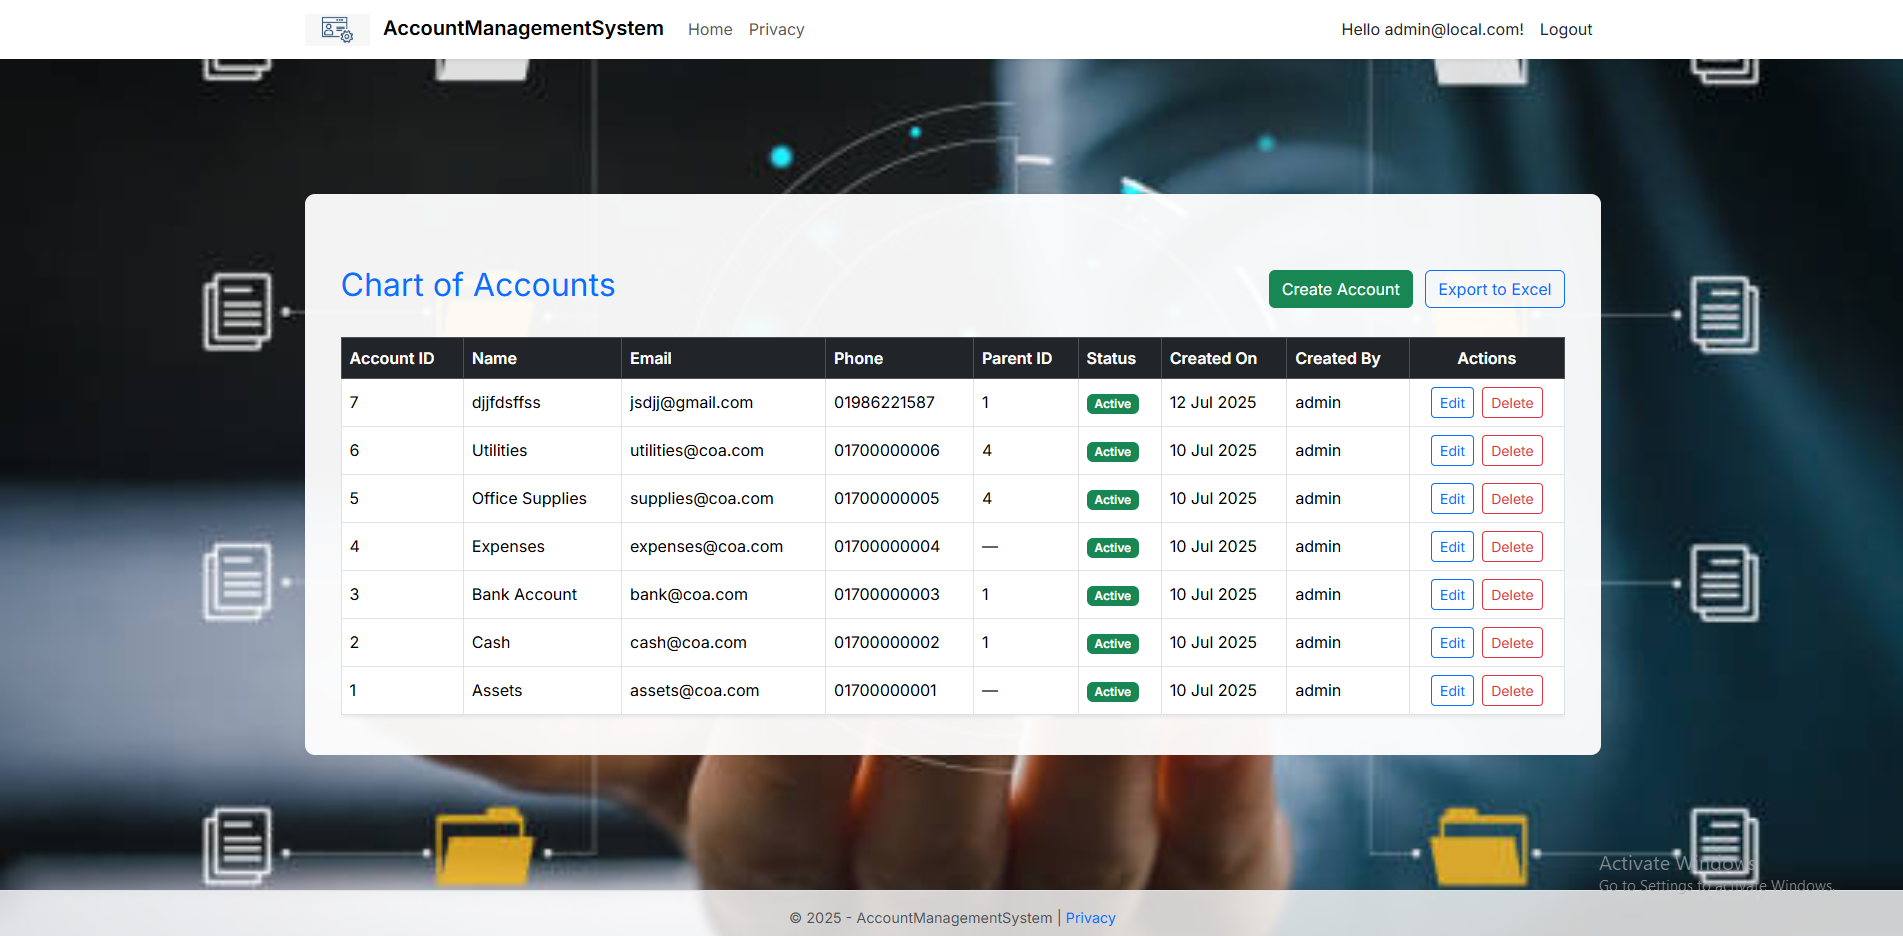 AccountManagementSystem Home Privacy Hello admin@local.com! Logout
Chart of Accounts Create Account Export to Excel
Account ID Name Email Phone Parent ID Status Created On Created By Actions
7 djjfdsffss jsdjj@gmail.com 01986221587 1 Active 12 Jul 2025 admin Edit Delete
6 Utilities utilities@coa.com 01700000006 4 Active 10 Jul 2025 admin Edit Delete
5 Office Supplies supplies@coa.com 01700000005 4 Active 10 Jul 2025 admin Edit Delete
4 Expenses expenses@coa.com 01700000004 — Active 10 Jul 2025 admin Edit Delete
3 Bank Account bank@coa.com 01700000003 1 Active 10 Jul 2025 admin Edit Delete
2 Cash cash@coa.com 01700000002 1 Active 10 Jul 2025 admin Edit Delete
1 Assets assets@coa.com 01700000001 — Active 10 Jul 2025 admin Edit Delete
Activate Windows
Go to Settings to activate Windows.
© 2025 - AccountManagementSystem | Privacy